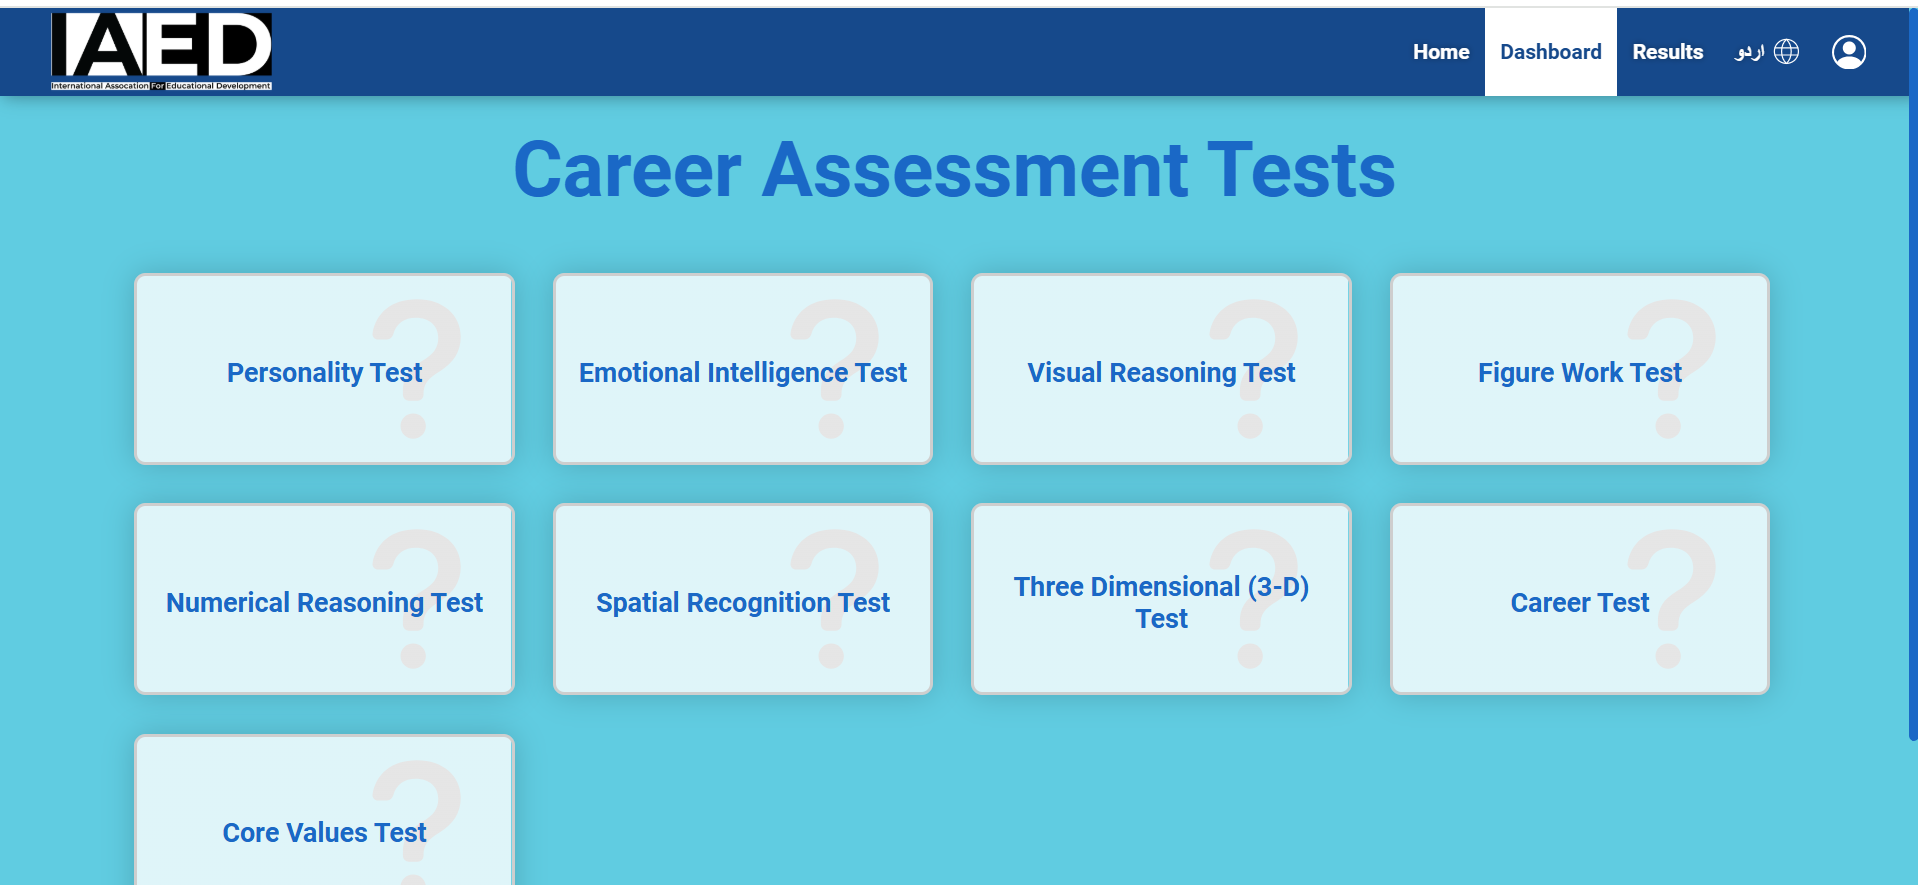 IAED
International Assocation For Educational Development
Home
Dashboard
Results
اردو
Career Assessment Tests
?
Personality Test
?
Emotional Intelligence Test
?
Visual Reasoning Test
?
Figure Work Test
?
Numerical Reasoning Test
?
Spatial Recognition Test
?
Three Dimensional (3-D)
Test
?
Career Test
?
Core Values Test